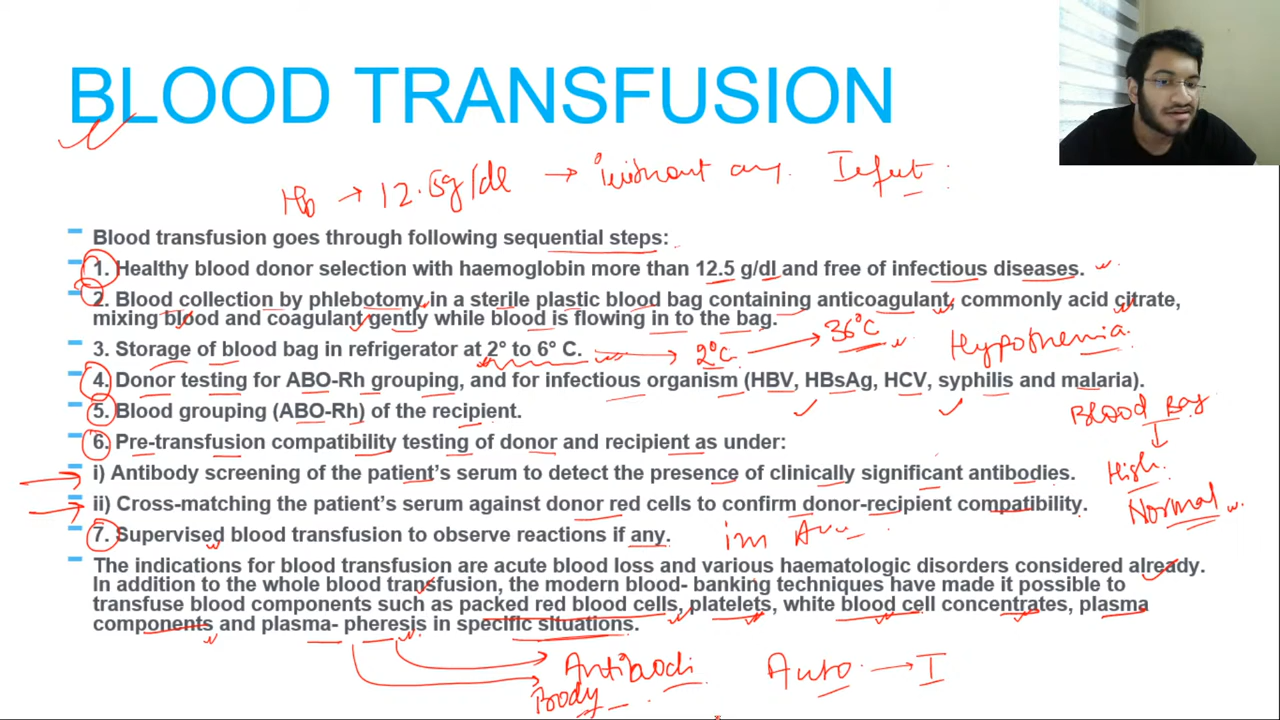 BLOOD TRANSFUSION
Hb → 12.5g/dl → without any Infect
Blood transfusion goes through following sequential steps:
1. Healthy blood donor selection with haemoglobin more than 12.5 g/dl and free of infectious diseases.
2. Blood collection by phlebotomy in a sterile plastic blood bag containing anticoagulant, commonly acid citrate,
mixing blood and coagulant gently while blood is flowing in to the bag.
3. Storage of blood bag in refrigerator at 2° to 6° C.
2°C → 36°C
Hypothemia
4. Donor testing for ABO-Rh grouping, and for infectious organism (HBV, HBsAg, HCV, syphilis and malaria).
5. Blood grouping (ABO-Rh) of the recipient.
Blood Bag
6. Pre-transfusion compatibility testing of donor and recipient as under:
i) Antibody screening of the patient's serum to detect the presence of clinically significant antibodies.
High
ii) Cross-matching the patient's serum against donor red cells to confirm donor-recipient compatibility.
Normal
7. Supervised blood transfusion to observe reactions if any.
The indications for blood transfusion are acute blood loss and various haematologic disorders considered already.
In addition to the whole blood transfusion, the modern blood- banking techniques have made it possible to
transfuse blood components such as packed red blood cells, platelets, white blood cell concentrates, plasma
components and plasma- pheresis in specific situations.
Antibodi
Auto → I
Body